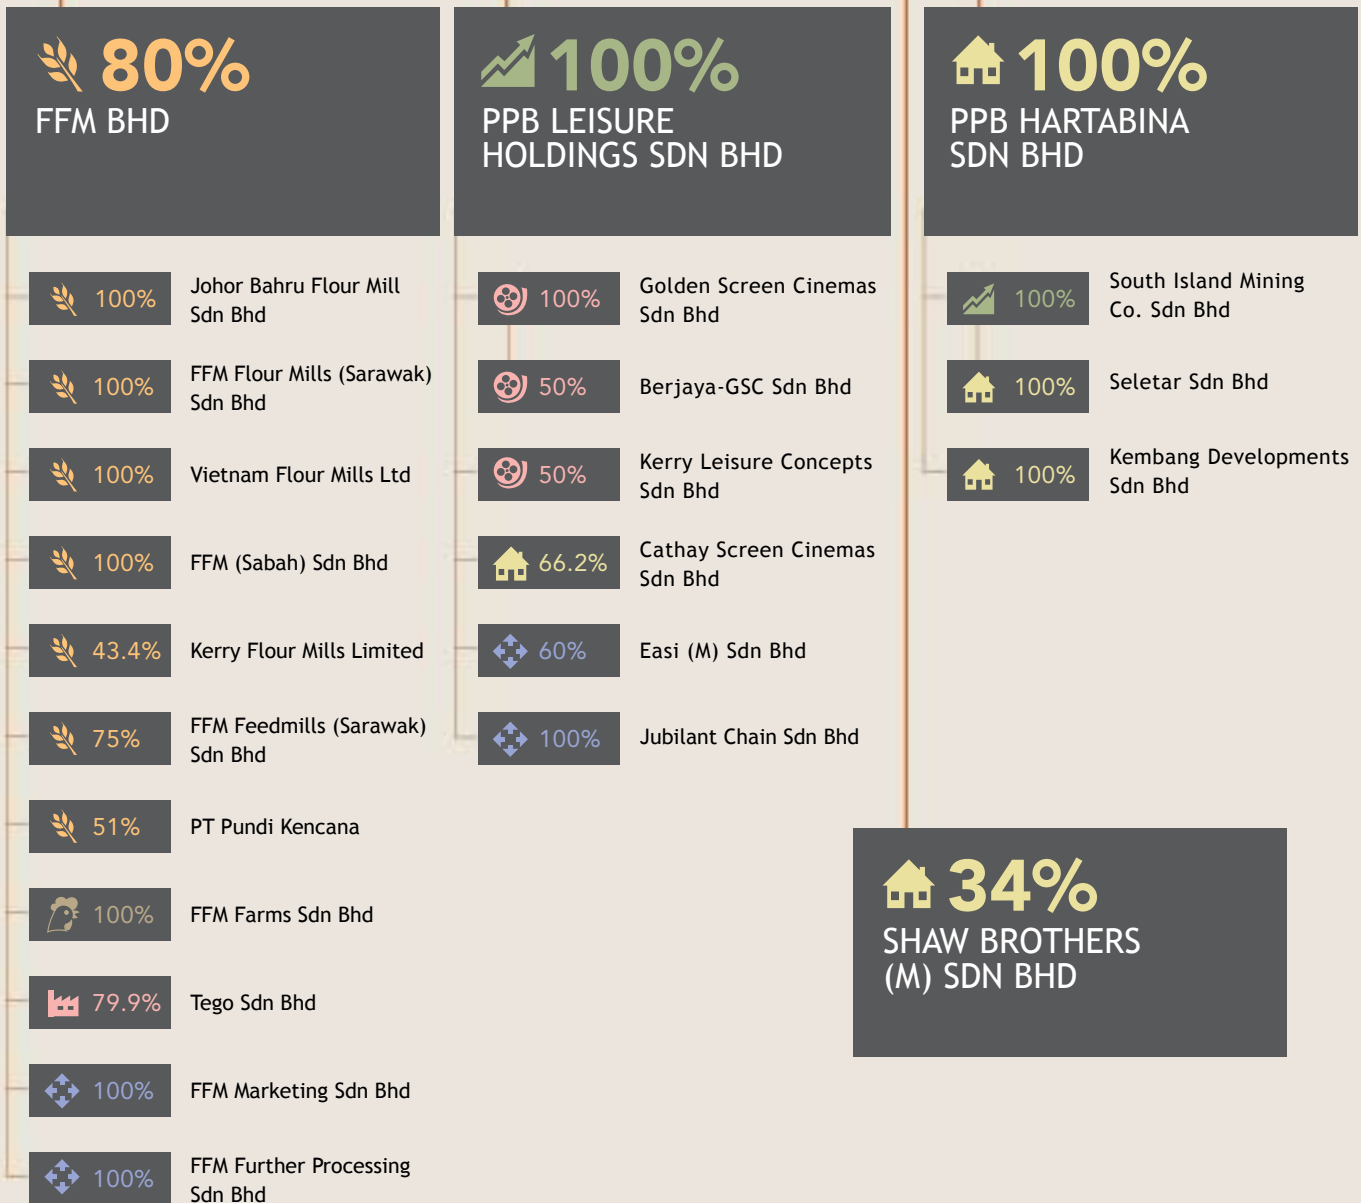 80%
FFM BHD
100%
Johor Bahru Flour Mill
Sdn Bhd
100%
FFM Flour Mills (Sarawak)
Sdn Bhd
100%
Vietnam Flour Mills Ltd
100%
FFM (Sabah) Sdn Bhd
43.4%
Kerry Flour Mills Limited
75%
FFM Feedmills (Sarawak)
Sdn Bhd
51%
PT Pundi Kencana
100%
FFM Farms Sdn Bhd
79.9%
Tego Sdn Bhd
100%
FFM Marketing Sdn Bhd
100%
FFM Further Processing
Sdn Bhd
100%
PPB LEISURE
HOLDINGS SDN BHD
100%
Golden Screen Cinemas
Sdn Bhd
50%
Berjaya-GSC Sdn Bhd
50%
Kerry Leisure Concepts
Sdn Bhd
66.2%
Cathay Screen Cinemas
Sdn Bhd
60%
Easi (M) Sdn Bhd
100%
Jubilant Chain Sdn Bhd
100%
PPB HARTABINA
SDN BHD
100%
South Island Mining
Co. Sdn Bhd
100%
Seletar Sdn Bhd
100%
Kembang Developments
Sdn Bhd
34%
SHAW BROTHERS
(M) SDN BHD